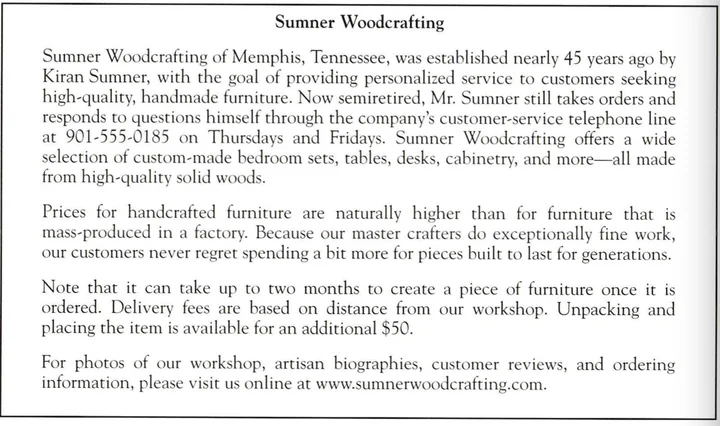 Sumner Woodcrafting
Sumner Woodcrafting of Memphis, Tennessee, was established nearly 45 years ago by
Kiran Sumner, with the goal of providing personalized service to customers seeking
high-quality, handmade furniture. Now semiretired, Mr. Sumner still takes orders and
responds to questions himself through the company's customer-service telephone line
at 901-555-0185 on Thursdays and Fridays. Sumner Woodcrafting offers a wide
selection of custom-made bedroom sets, tables, desks, cabinetry, and more—all made
from high-quality solid woods.
Prices for handcrafted furniture are naturally higher than for furniture that is
mass-produced in a factory. Because our master crafters do exceptionally fine work,
our customers never regret spending a bit more for pieces built to last for generations.
Note that it can take up to two months to create a piece of furniture once it is
ordered. Delivery fees are based on distance from our workshop. Unpacking and
placing the item is available for an additional $50.
For photos of our workshop, artisan biographies, customer reviews, and ordering
information, please visit us online at www.sumnerwoodcrafting.com.